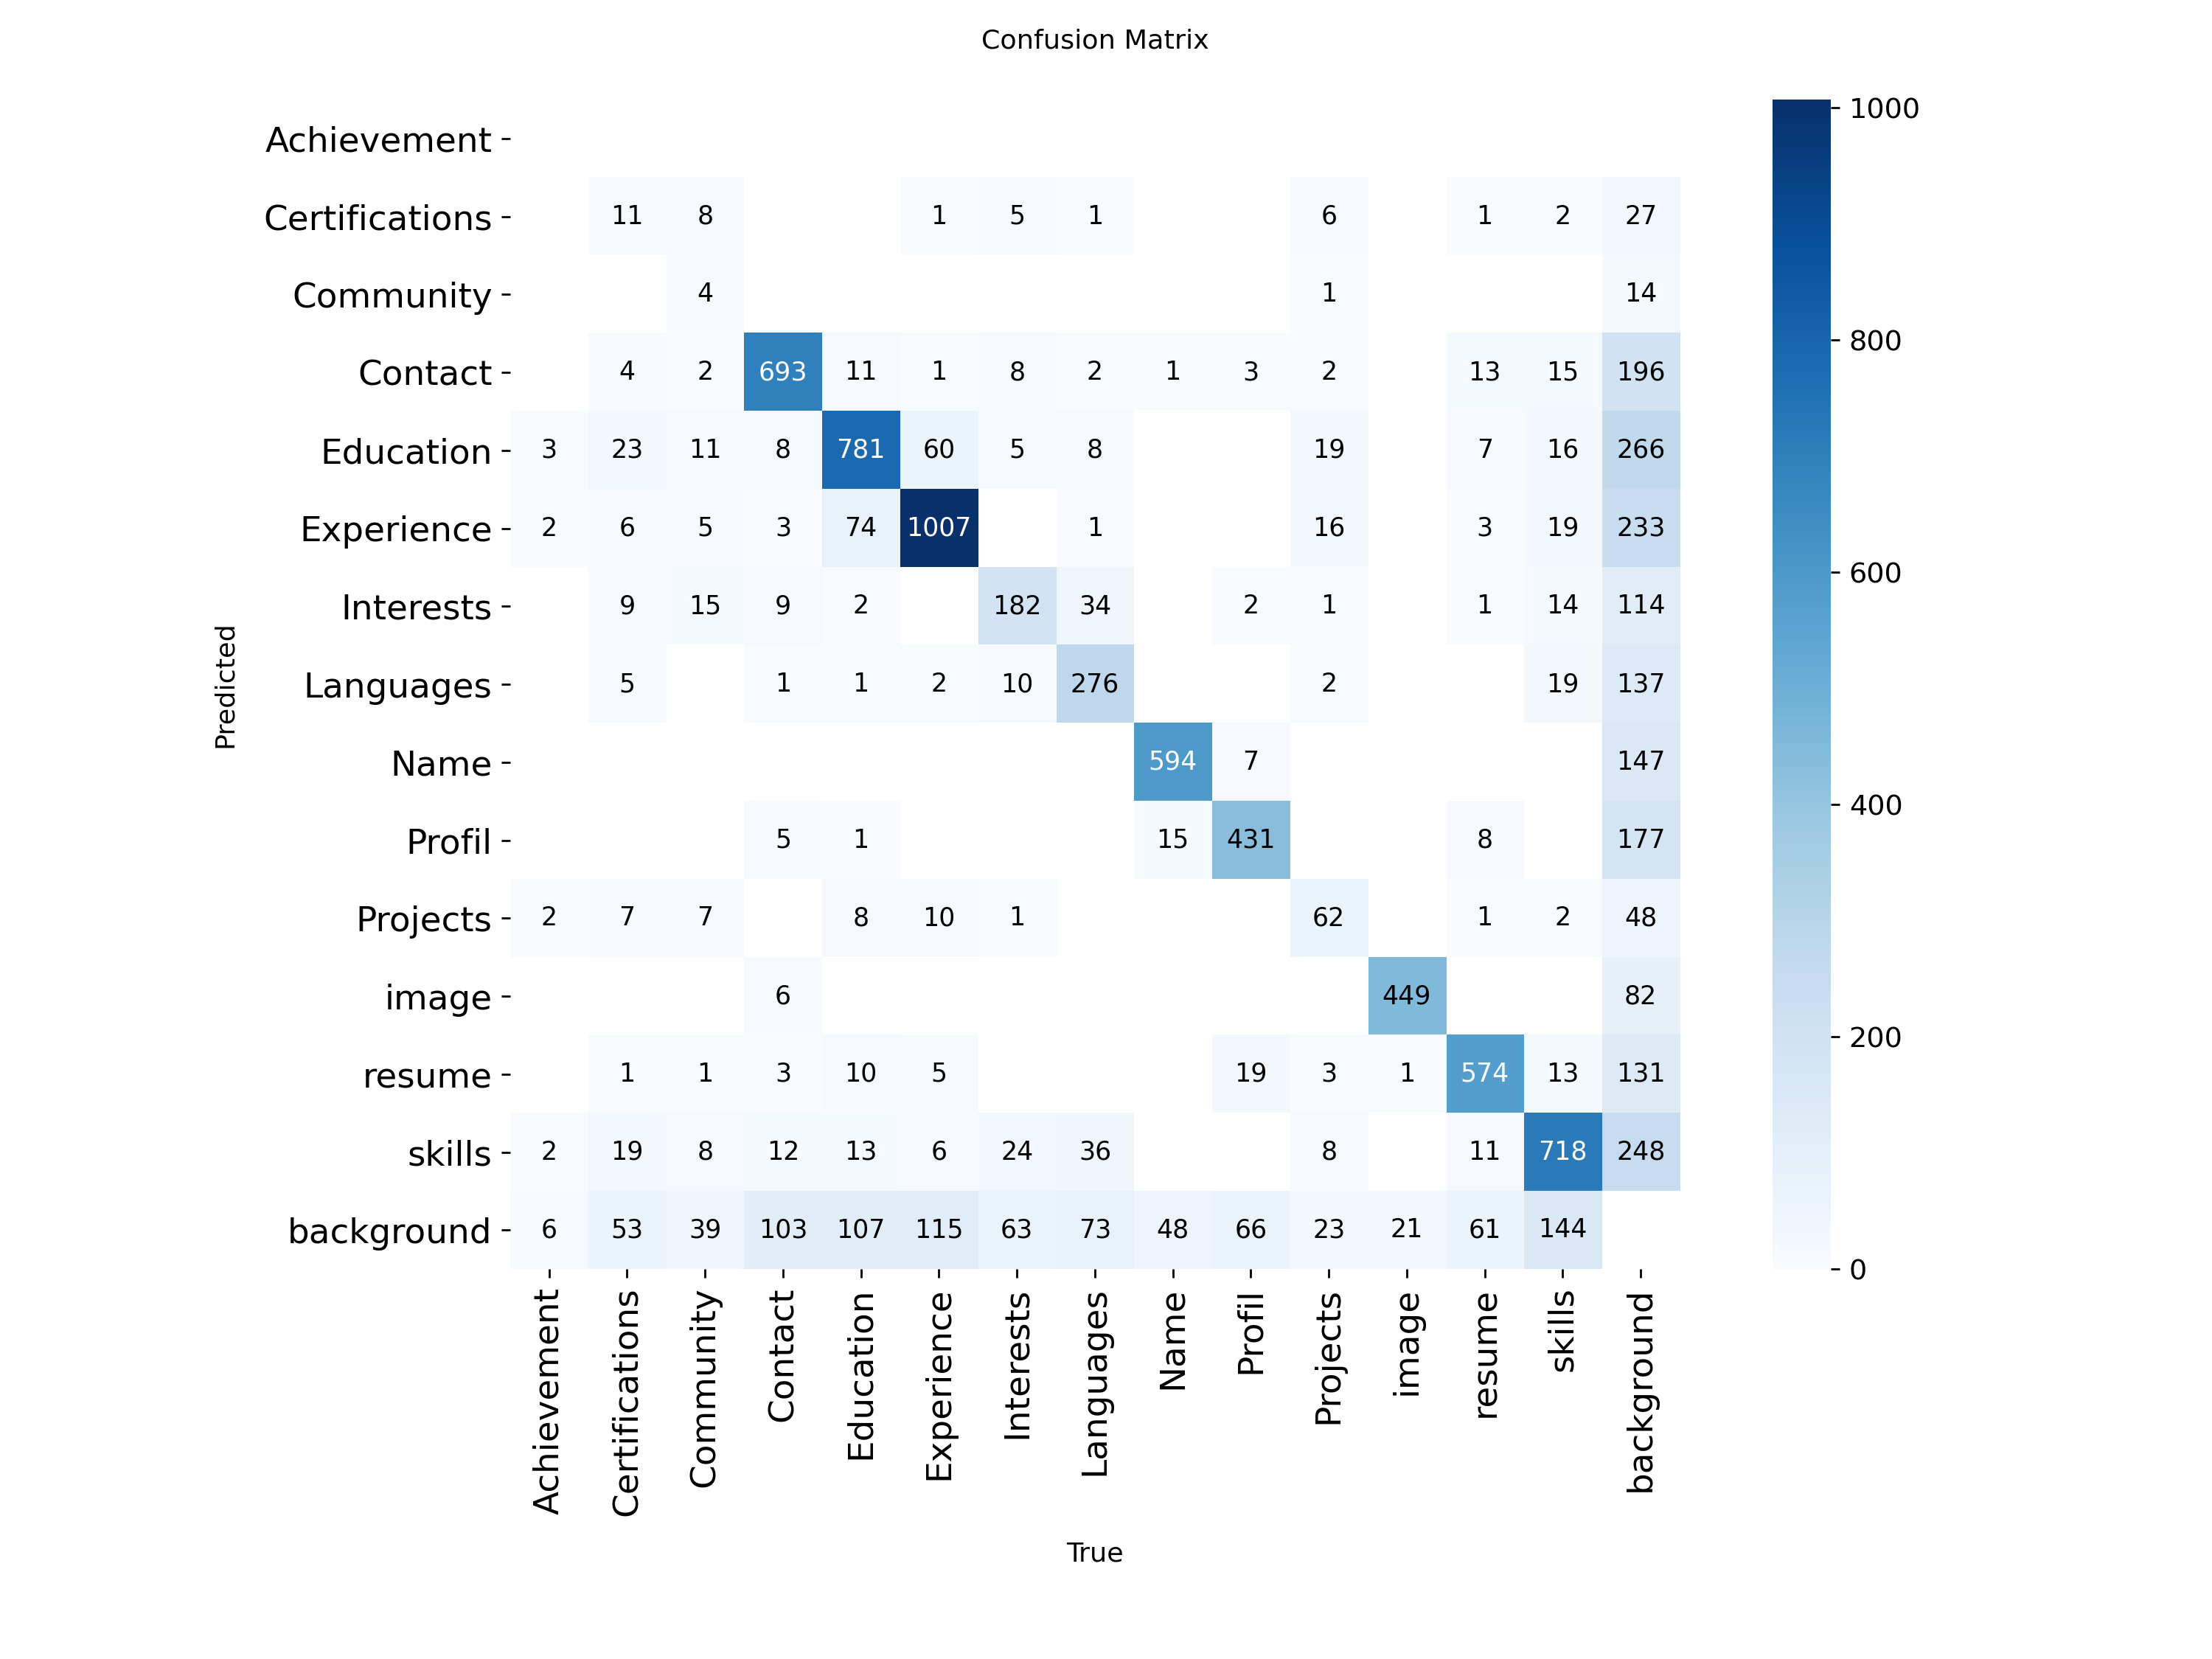 Confusion Matrix
Achievement
Certifications 11 8 1 5 1 6 1 2 27
Community 4 1 14
Contact 4 2 693 11 1 8 2 1 3 2 13 15 196
Education 3 23 11 8 781 60 5 8 19 7 16 266
Experience 2 6 5 3 74 1007 1 16 3 19 233
Interests 9 15 9 2 182 34 2 1 1 14 114
Languages 5 1 1 2 10 276 2 19 137
Name 594 7 147
Profil 5 1 15 431 8 177
Projects 2 7 7 8 10 1 62 1 2 48
image 6 449 82
resume 1 1 3 10 5 19 3 1 574 13 131
skills 2 19 8 12 13 6 24 36 8 11 718 248
background 6 53 39 103 107 115 63 73 48 66 23 21 61 144
Achievement Certifications Community Contact Education Experience Interests Languages Name Profil Projects image resume skills background
True
Predicted
1000
800
600
400
200
0